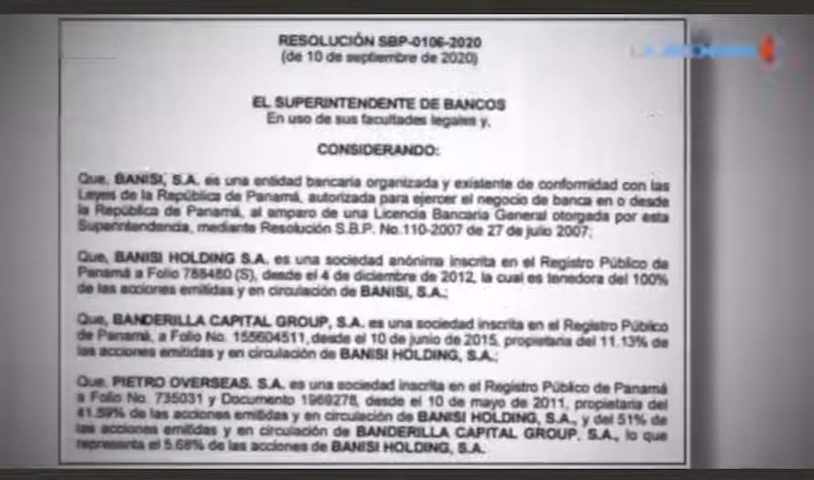 RESOLUCIÓN SBP-0106-2020
(de 10 de septiembre de 2020)
EL SUPERINTENDENTE DE BANCOS
En uso de sus facultades legales y,
CONSIDERANDO:
Que, BANISI, S.A. es una entidad bancaria organizada y existente de conformidad con las
Leyes de la República de Panamá, autorizada para ejercer el negocio de banca en o desde
la República de Panamá, al amparo de una Licencia Bancaria General otorgada por esta
Superintendencia, mediante Resolución S.B.P. No.110-2007 de 27 de julio 2007;
Que, BANISI HOLDING S.A. es una sociedad anónima inscrita en el Registro Público de
Panamá a Folio 788480 (S), desde el 4 de diciembre de 2012, la cual es tenedora del 100%
de las acciones emitidas y en circulación de BANISI, S.A.;
Que, BANDERILLA CAPITAL GROUP, S.A. es una sociedad inscrita en el Registro Público
de Panamá, a Folio No. 155604511, desde el 10 de junio de 2015, propietaria del 11.13% de
las acciones emitidas y en circulación de BANISI HOLDING, S.A.;
Que, PIETRO OVERSEAS, S.A. es una sociedad inscrita en el Registro Público de Panamá
a Folio No. 735031 y Documento 1969278, desde el 10 de mayo de 2011, propietaria del
41.59% de las acciones emitidas y en circulación de BANISI HOLDING, S.A., y del 51% de
las acciones emitidas y en circulación de BANDERILLA CAPITAL GROUP, S.A., lo que
representa el 5.68% de las acciones de BANISI HOLDING, S.A.